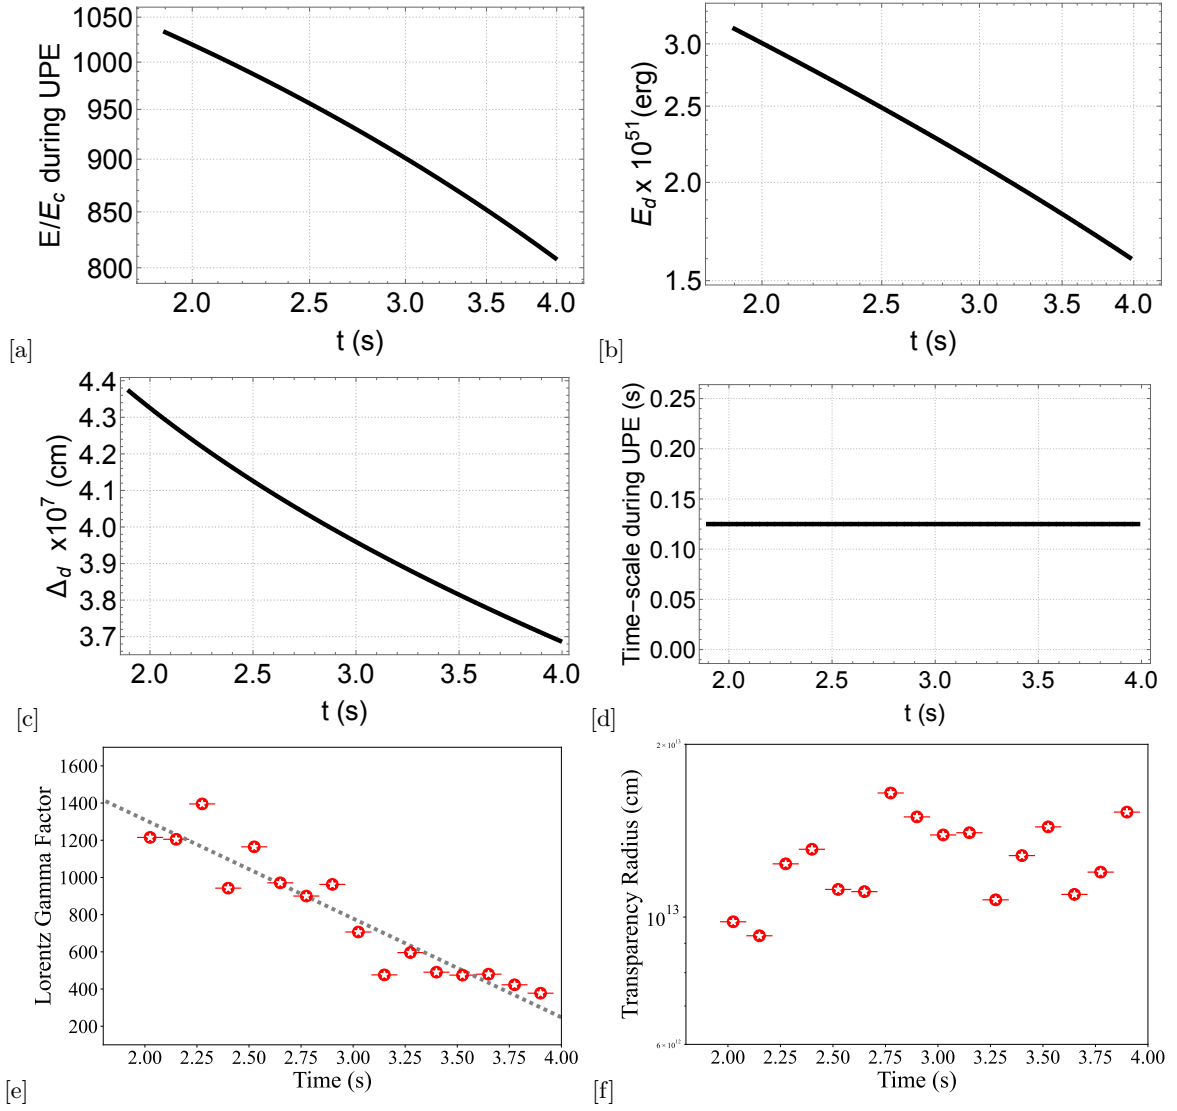 1050
1000
950
900
850
800
E/E_c during UPE
2.0 2.5 3.0 3.5 4.0
t (s)
[a]
3.0
2.5
2.0
1.5
E_d x 10^51 (erg)
2.0 2.5 3.0 3.5 4.0
t (s)
[b]
4.4
4.3
4.2
4.1
4.0
3.9
3.8
3.7
Δ_d x10^7 (cm)
2.0 2.5 3.0 3.5 4.0
t (s)
[c]
0.25
0.20
0.15
0.10
0.05
0.00
Time-scale during UPE (s)
2.0 2.5 3.0 3.5 4.0
t (s)
[d]
1600
1400
1200
1000
800
600
400
200
Lorentz Gamma Factor
2.00 2.25 2.50 2.75 3.00 3.25 3.50 3.75 4.00
Time (s)
[e]
2 × 10^13
10^13
6 × 10^12
Transparency Radius (cm)
2.00 2.25 2.50 2.75 3.00 3.25 3.50 3.75 4.00
Time (s)
[f]